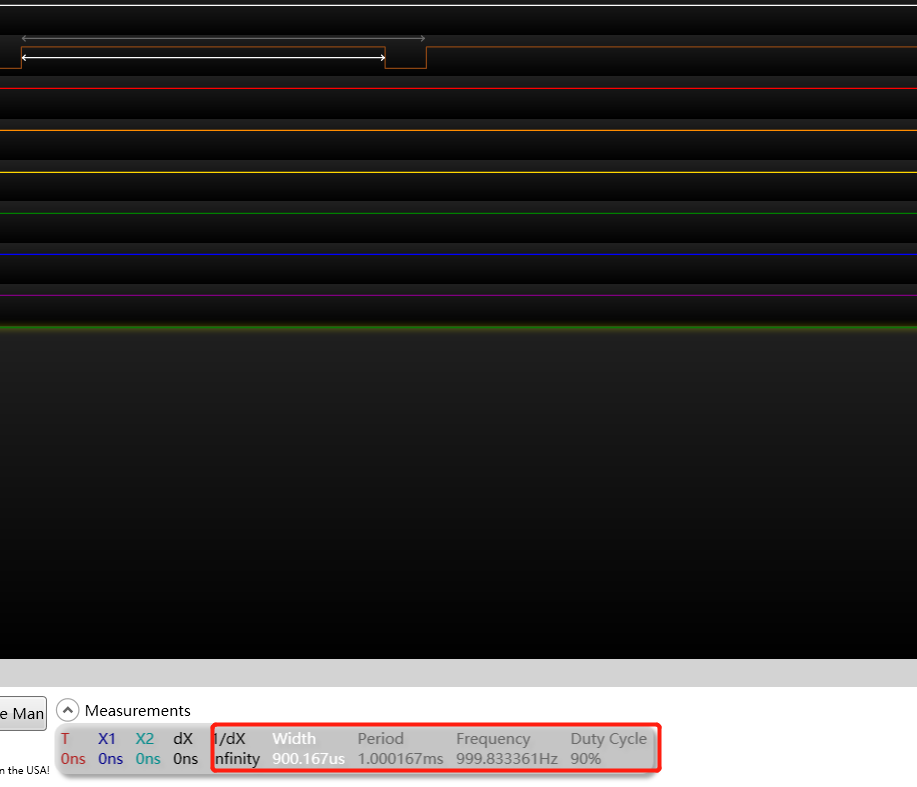 e Man
Measurements
T X1 X2 dX 1/dX Width Period Frequency Duty Cycle
0ns 0ns 0ns 0ns nfinity 900.167us 1.000167ms 999.833361Hz 90%
n the USA!